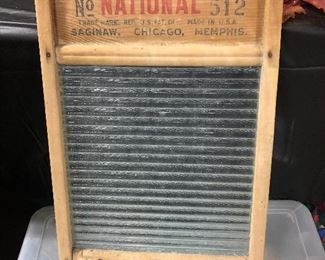 No NATIONAL 512
TRADE MARK REG. U.S. PAT. OFF. MADE IN U.S.A.
SAGINAW, CHICAGO, MEMPHIS.